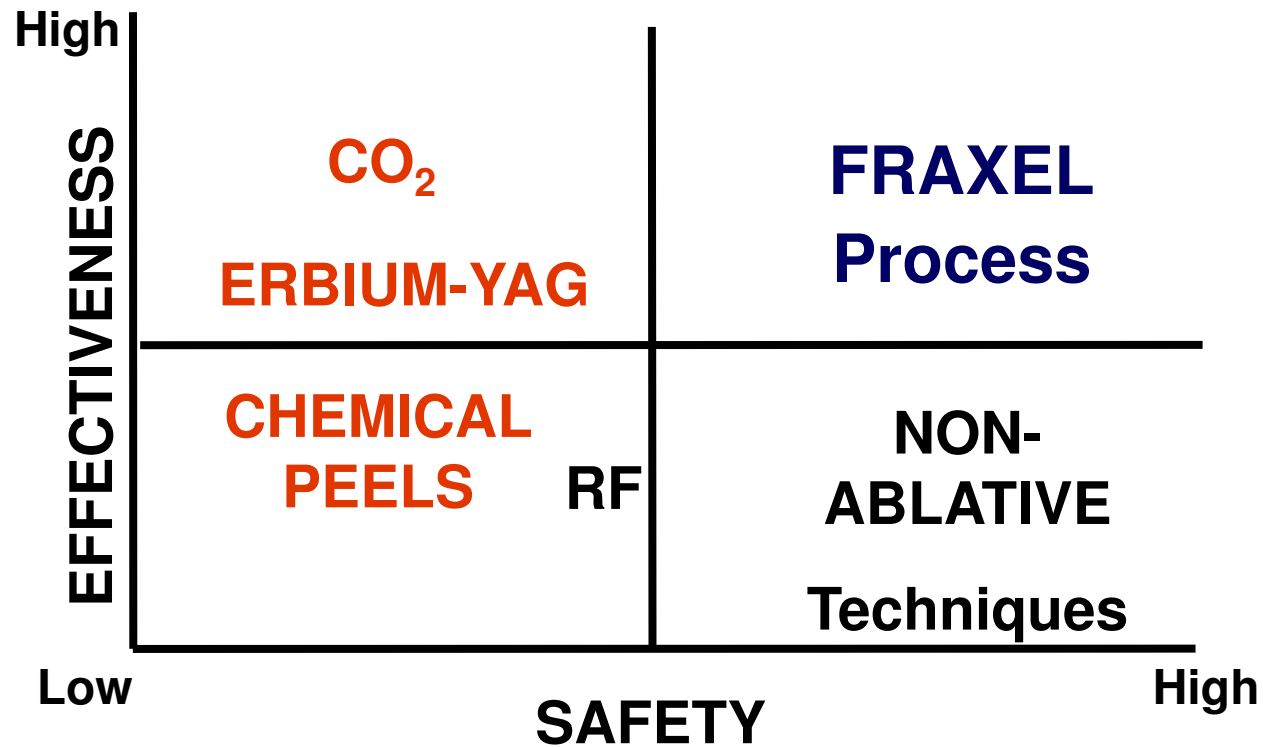 High
EFFECTIVENESS
CO₂
ERBIUM-YAG
FRAXEL
Process
CHEMICAL
PEELS
RF
NON-
ABLATIVE
Techniques
Low
High
SAFETY